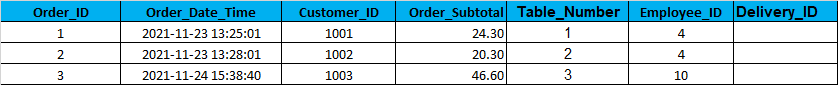 Order_ID Order_Date_Time Customer_ID Order_Subtotal Table_Number Employee_ID Delivery_ID
1 2021-11-23 13:25:01 1001 24.30 1 4
2 2021-11-23 13:28:01 1002 20.30 2 4
3 2021-11-24 15:38:40 1003 46.60 3 10